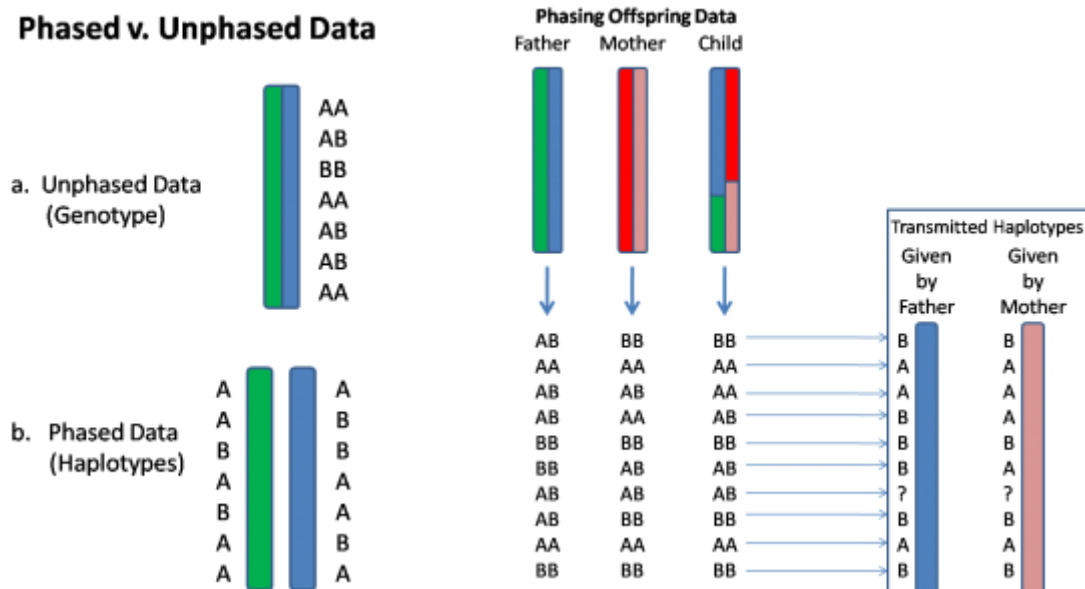 Phased v. Unphased Data
a. Unphased Data
(Genotype)
AA
AB
BB
AA
AB
AB
AA
b. Phased Data
(Haplotypes)
A A
A B
B B
A A
B A
A B
A A
Phasing Offspring Data
Father Mother Child
AB BB BB
AA AA AA
AB AB AA
AB AA AB
BB BB BB
BB AB AB
AB AB AB
AB BB BB
AA AA AA
BB BB BB
Transmitted Haplotypes
Given Given
by by
Father Mother
B B
A A
A A
B A
B B
B A
? ?
B B
A A
B B